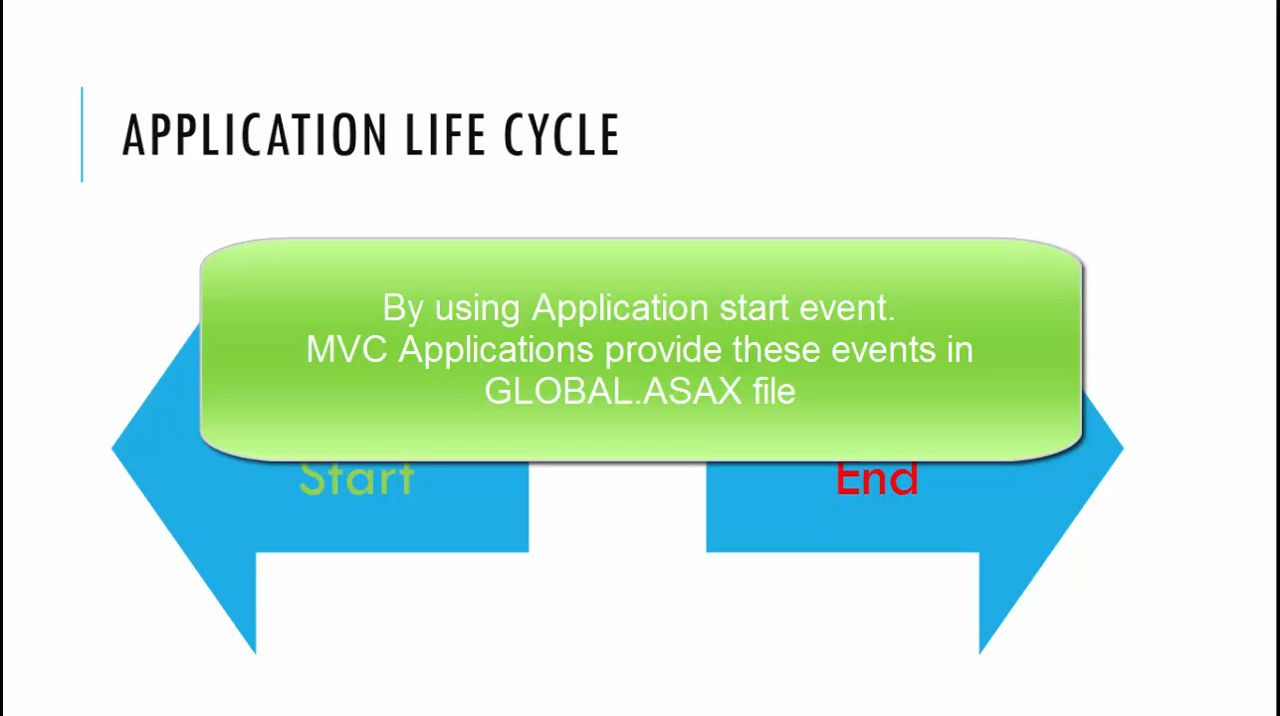 APPLICATION LIFE CYCLE
By using Application start event.
MVC Applications provide these events in
GLOBAL.ASAX file
Start
End